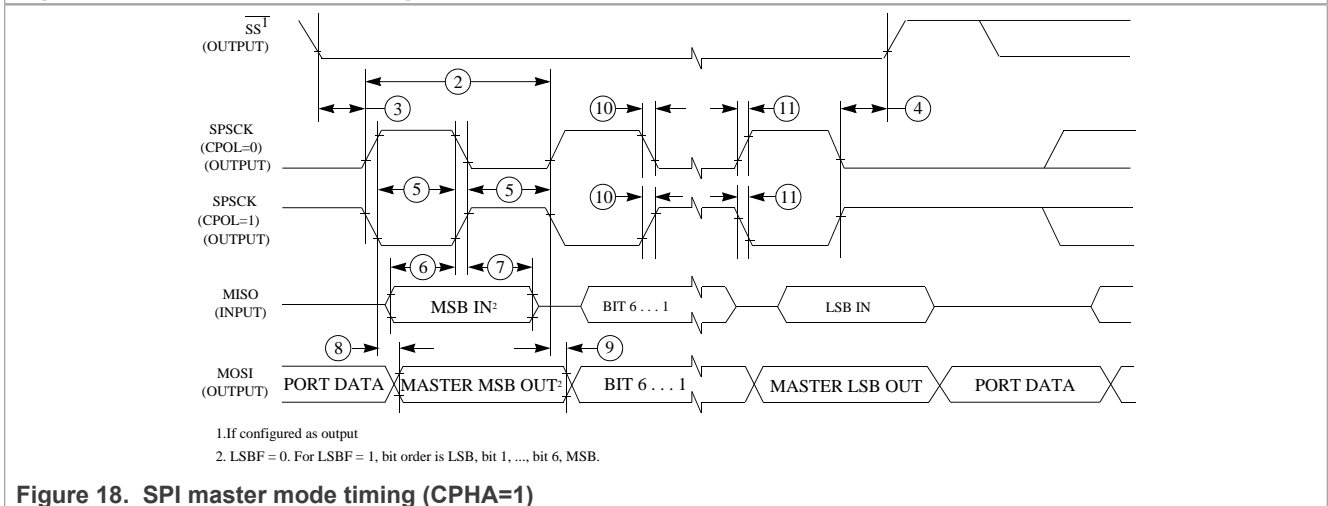 SS1
(OUTPUT)
2
3
10
11
4
SPSCK
(CPOL=0)
(OUTPUT)
5
5
SPSCK
(CPOL=1)
(OUTPUT)
10
11
6
7
MISO
(INPUT)
MSB IN2
BIT 6 . . . 1
LSB IN
8
9
MOSI
(OUTPUT)
PORT DATA
MASTER MSB OUT2
BIT 6 . . . 1
MASTER LSB OUT
PORT DATA
1.If configured as output
2. LSBF = 0. For LSBF = 1, bit order is LSB, bit 1, ..., bit 6, MSB.
Figure 18. SPI master mode timing (CPHA=1)